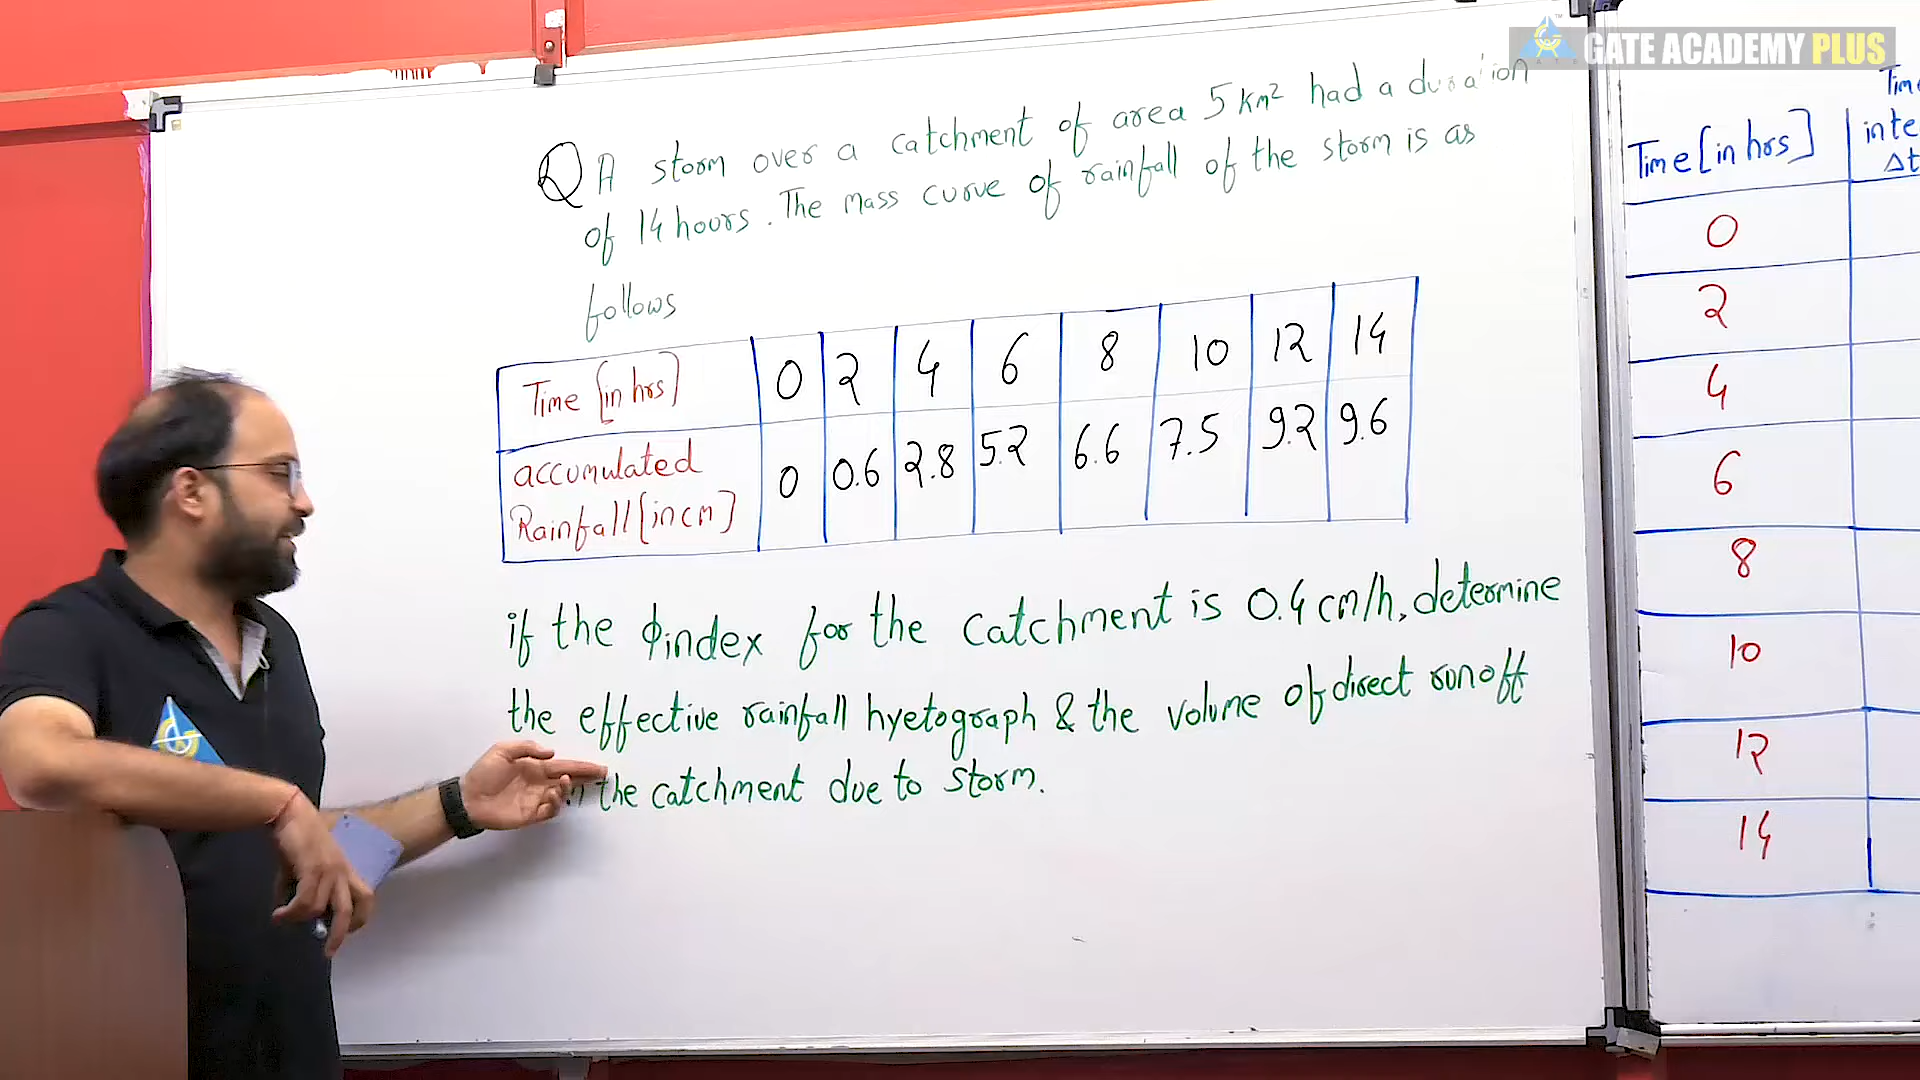 GATE ACADEMY PLUS
Q A storm over a catchment of area 5 km² had a duration
of 14 hours. The mass curve of rainfall of the storm is as
follows
Time [in hrs] 0 2 4 6 8 10 12 14
accumulated
Rainfall [in cm] 0 0.6 2.8 5.2 6.6 7.5 9.2 9.6
if the ϕindex for the catchment is 0.4 cm/h, determine
the effective rainfall hyetograph & the volume of direct runoff
the catchment due to storm.
Time [in hrs]
0
2
4
6
8
10
12
14
Δt